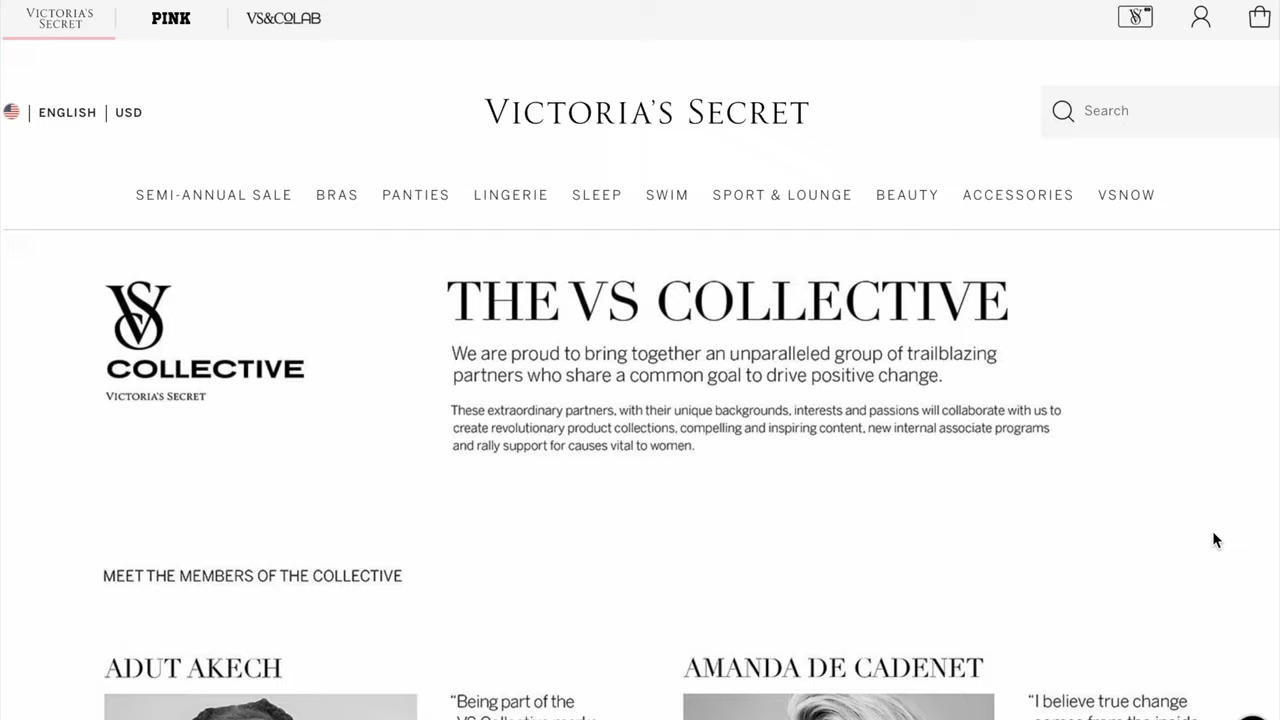 VICTORIA'S
SECRET
PINK
VS&COLAB
ENGLISH
USD
VICTORIA'S SECRET
Search
SEMI-ANNUAL SALE BRAS PANTIES LINGERIE SLEEP SWIM SPORT & LOUNGE BEAUTY ACCESSORIES VSNOW
VS
COLLECTIVE
VICTORIA'S SECRET
THE VS COLLECTIVE
We are proud to bring together an unparalleled group of trailblazing
partners who share a common goal to drive positive change.
These extraordinary partners, with their unique backgrounds, interests and passions will collaborate with us to
create revolutionary product collections, compelling and inspiring content, new internal associate programs
and rally support for causes vital to women.
MEET THE MEMBERS OF THE COLLECTIVE
ADUT AKECH
"Being part of the
AMANDA DE CADENET
"I believe true change